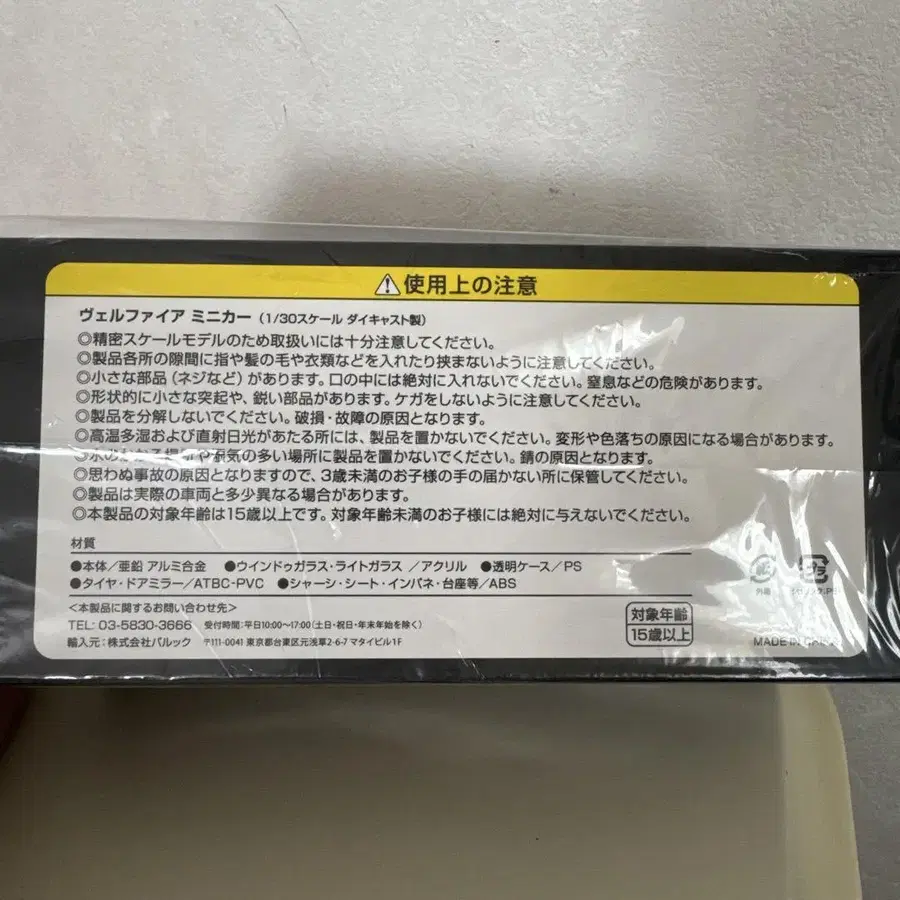 ⚠使用上の注意
ヴェルファイア ミニカー (1/30スケール ダイキャスト製)
◎精密スケールモデルのため取扱いには十分注意してください。
◎製品各所の隙間に指や髪の毛や衣類などを入れたり挟まないように注意してください。
◎小さな部品(ネジなど)があります。口の中には絶対に入れないでください。窒息などの危険があります。
◎形状的に小さな突起や、鋭い部品があります。ケガをしないように注意してください。
◎製品を分解しないでください。破損・故障の原因となります。
◎高温多湿および直射日光があたる所には、製品を置かないでください。変形や色落ちの原因になる場合があります。
の多い場所に製品を置かないでください。錆の原因となります。
◎思わぬ事故の原因となりますので、3歳未満のお子様の手の届かない所に保管してください。
◎製品は実際の車両と多少異なる場合があります。
◎本製品の対象年齢は15歳以上です。対象年齢未満のお子様には絶対に与えないでください。
材質
●本体/亜鉛 アルミ合金 ●ウインドゥガラス・ライトガラス /アクリル ●透明ケース/PS
●タイヤ・ドアミラー/ATBC-PVC ●シャーシ・シート・インパネ・台座等/ABS
<本製品に関するお問い合わせ先>
TEL: 03-5830-3666 受付時間:平日10:00〜17:00(土日・祝日・年末年始を除く)
輸入元:株式会社バルック 〒111-0041 東京都台東区元浅草2-6-7 マタイビル1F
対象年齢
15歳以上
外箱
プラ
MADE IN